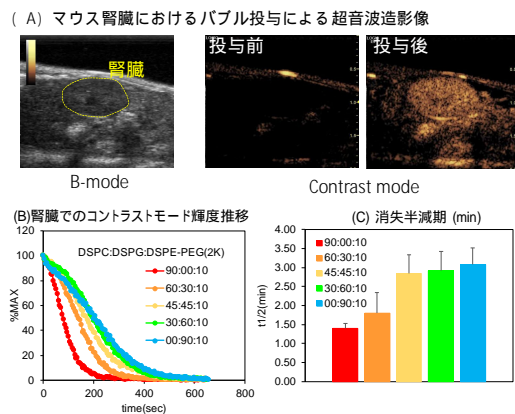 ( A) マウス腎臓におけるバブル投与による超音波造影像
腎臓
投与前
投与後
B-mode
Contrast mode
(B)腎臓でのコントラストモード輝度推移
DSPC:DSPG:DSPE-PEG(2K)
90:00:10
60:30:10
45:45:10
30:60:10
00:90:10
%MAX
120
100
80
60
40
20
0
0 200 400 600 800
time(sec)
(C) 消失半減期 (min)
90:00:10
60:30:10
45:45:10
30:60:10
00:90:10
t1/2(min)
4.00
3.50
3.00
2.50
2.00
1.50
1.00
0.50
0.00